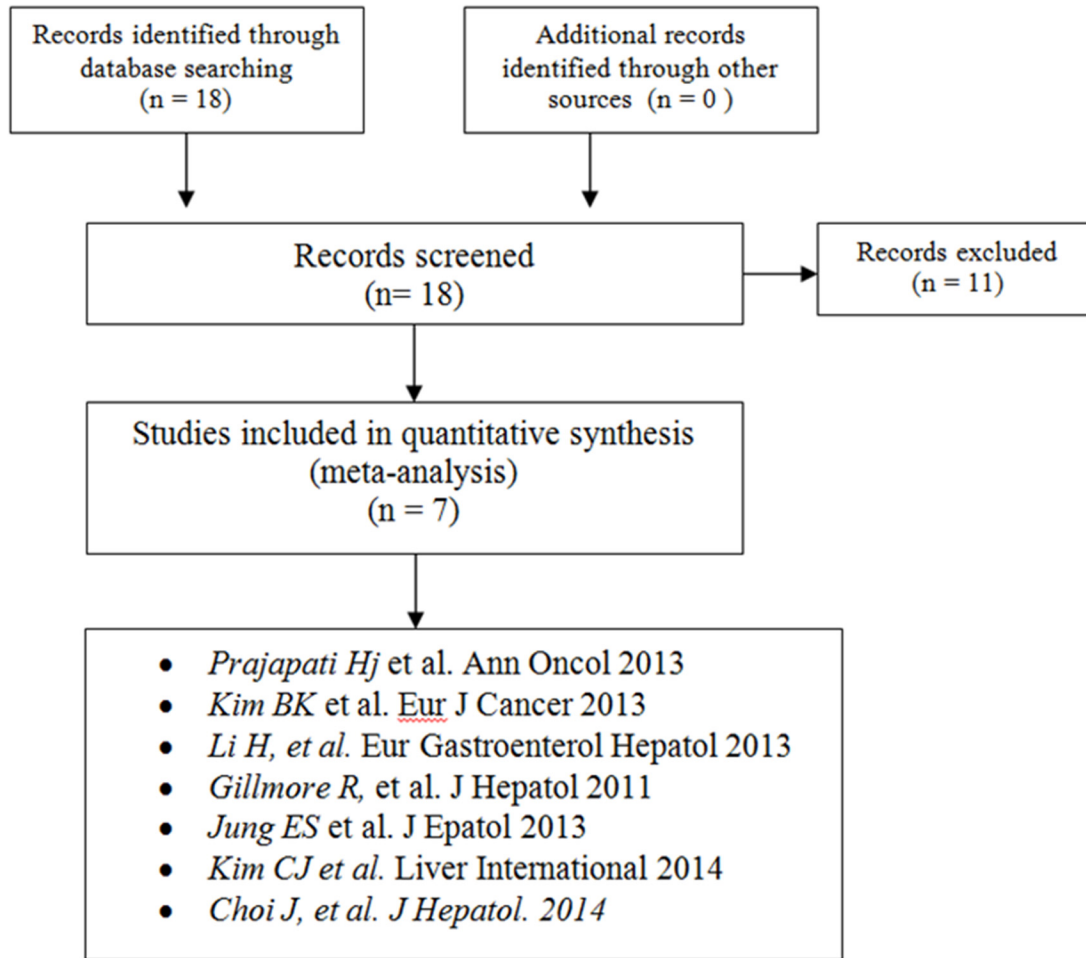 Records identified through
database searching
(n = 18)
Additional records
identified through other
sources (n = 0 )
Records screened
(n= 18)
Records excluded
(n = 11)
Studies included in quantitative synthesis
(meta-analysis)
(n = 7)
• Prajapati Hj et al. Ann Oncol 2013
• Kim BK et al. Eur J Cancer 2013
• Li H, et al. Eur Gastroenterol Hepatol 2013
• Gillmore R, et al. J Hepatol 2011
• Jung ES et al. J Epatol 2013
• Kim CJ et al. Liver International 2014
• Choi J, et al. J Hepatol. 2014